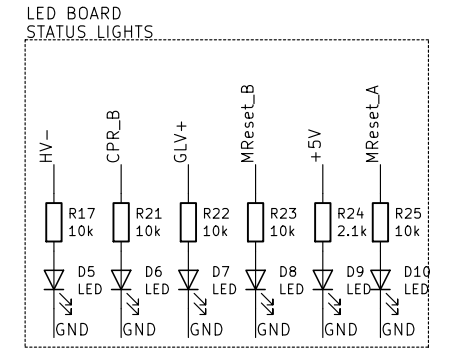 LED BOARD
STATUS LIGHTS
HV-
CPR_B
GLV+
MReset_B
+5V
MReset_A
R17
10k
R21
10k
R22
10k
R23
10k
R24
2.1k
R25
10k
D5
LED
D6
LED
D7
LED
D8
LED
D9
LED
D10
LED
GND
GND
GND
GND
GND
GND